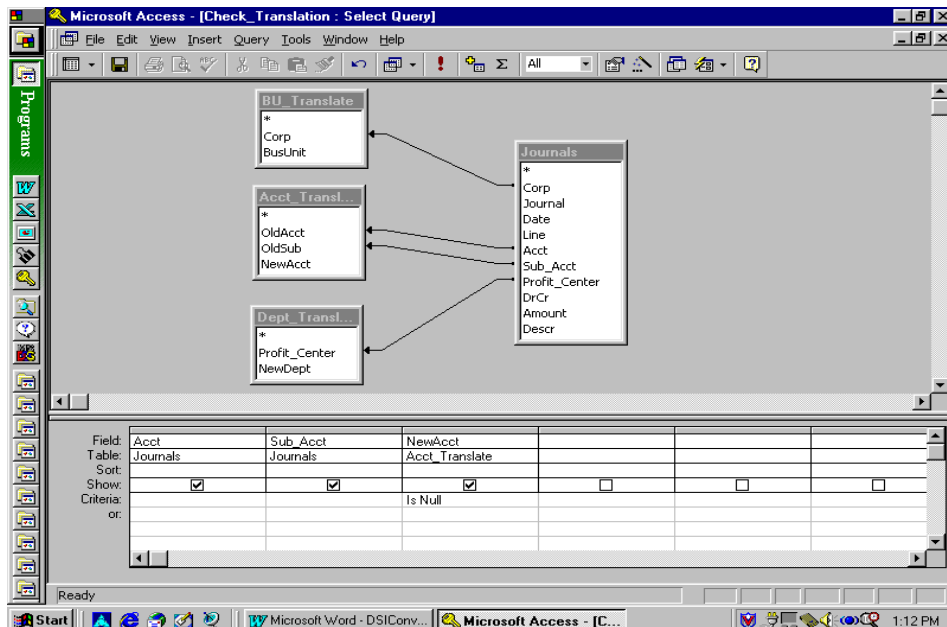 Microsoft Access - [Check_Translation : Select Query]
File Edit View Insert Query Tools Window Help
All
Programs
BU_Translate
*
Corp
BusUnit
Acct_Transl...
*
OldAcct
OldSub
NewAcct
Dept_Transl...
*
Profit_Center
NewDept
Journals
*
Corp
Journal
Date
Line
Acct
Sub_Acct
Profit_Center
DrCr
Amount
Descr
Field: Acct Sub_Acct NewAcct
Table: Journals Journals Acct_Translate
Sort:
Show:
Criteria: Is Null
or:
Ready
Start Microsoft Word - DSIConv... Microsoft Access - [C... 1:12 PM